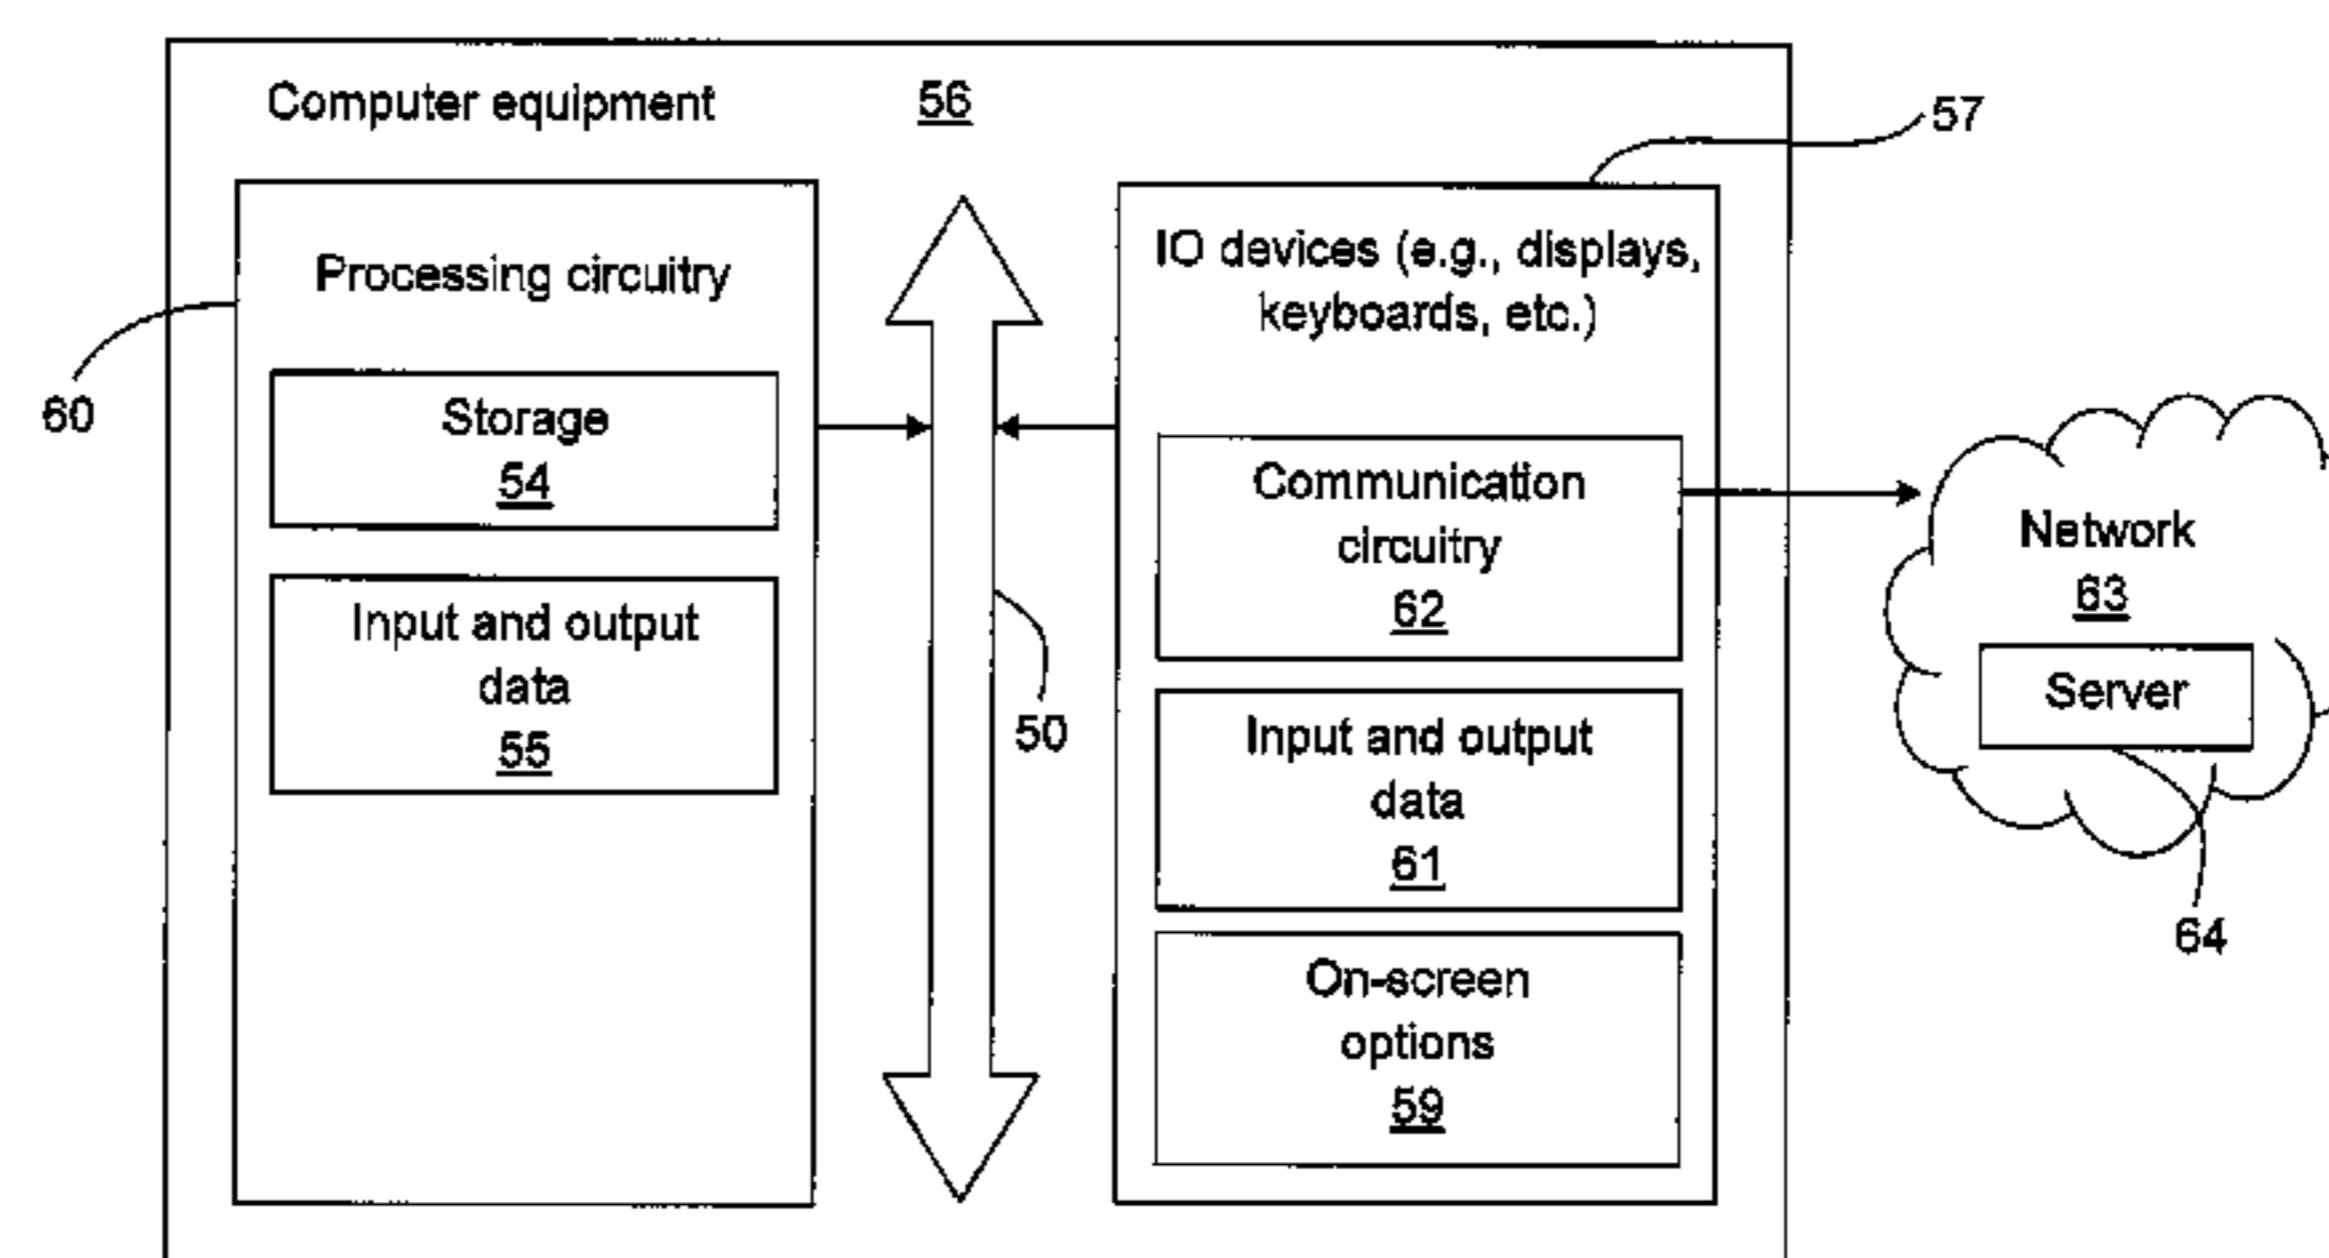 Computer equipment 56
57
Processing circuitry
60
Storage
54
Input and output
data
55
50
IO devices (e.g., displays,
keyboards, etc.)
Communication
circuitry
62
Input and output
data
61
On-screen
options
59
Network
63
Server
64